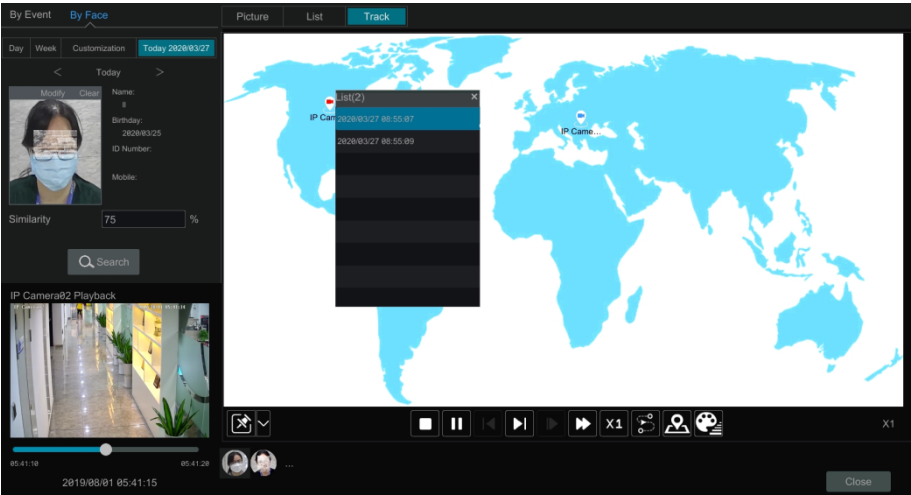 By Event By Face
Picture List Track
Day Week Customization Today 2020/03/27
< Today >
Modify Clear
Name:
8
Birthday:
2020/03/25
ID Number:
Mobile:
Similarity 75 %
Search
IP Camera02 Playback
05:41:10 05:41:20
2019/08/01 05:41:15
List(2) ×
2020/03/27 08:55:07
2020/03/27 08:55:09
IP Cam
IP Came...
X1
X1
...
Close